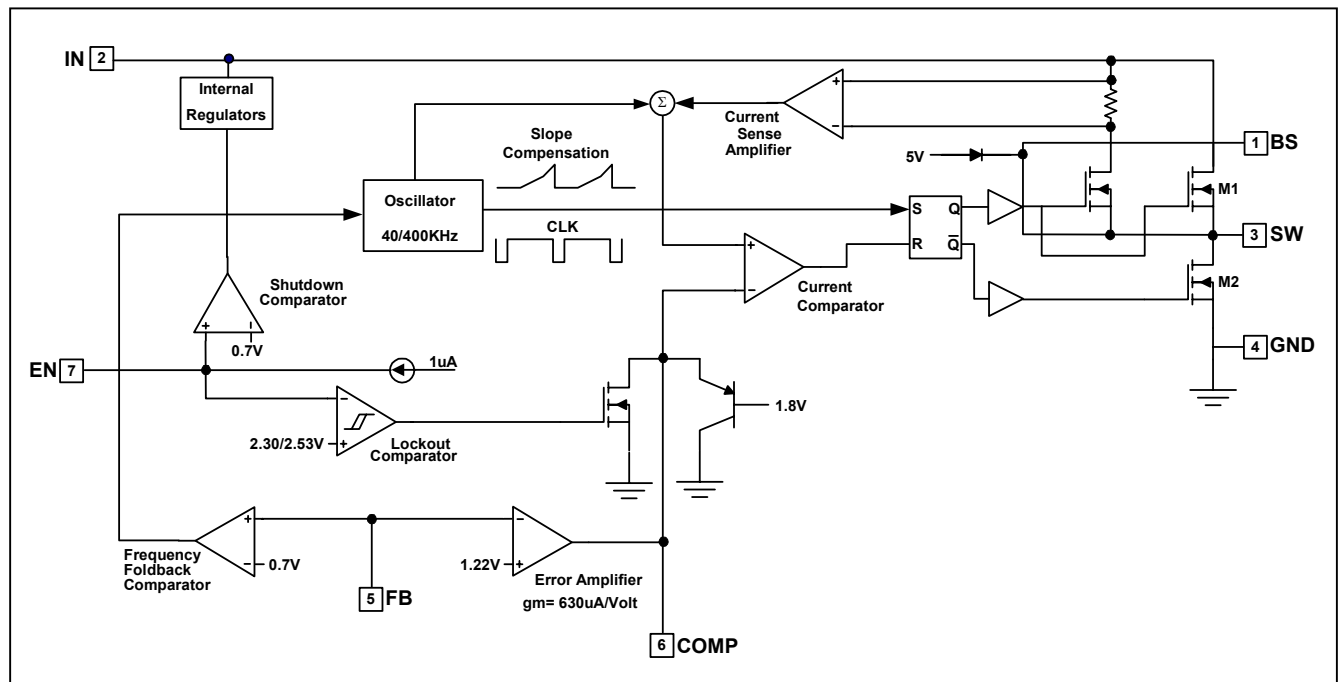 IN 2
Internal
Regulators
Σ
+
−
Current
Sense
Amplifier
Slope
Compensation
5V
1 BS
Oscillator
40/400KHz
CLK
S Q
R Q̅
M1
3 SW
+
−
Current
Comparator
M2
Shutdown
Comparator
+ −
0.7V
4 GND
EN 7
1uA
−
+
2.30/2.53V
Lockout
Comparator
1.8V
+
−
0.7V
Frequency
Foldback
Comparator
5 FB
−
+
1.22V
Error Amplifier
gm= 630uA/Volt
6 COMP